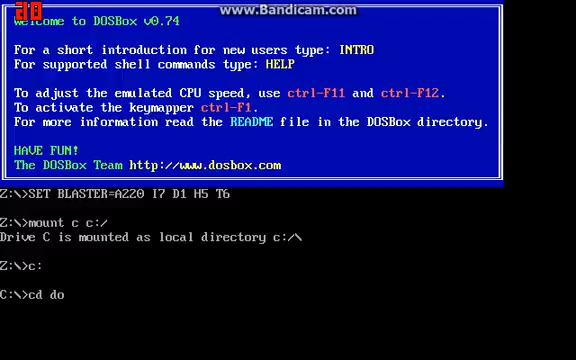 20
www.Bandicam.com
Welcome to DOSBox v0.74
For a short introduction for new users type: INTRO
For supported shell commands type: HELP
To adjust the emulated CPU speed, use ctrl-F11 and ctrl-F12.
To activate the keymapper ctrl-F1.
For more information read the README file in the DOSBox directory.
HAVE FUN!
The DOSBox Team http://www.dosbox.com
Z:\>SET BLASTER=A220 I7 D1 H5 T6
Z:\>mount c c:/
Drive C is mounted as local directory c:/\
Z:\>c:
C:\>cd do